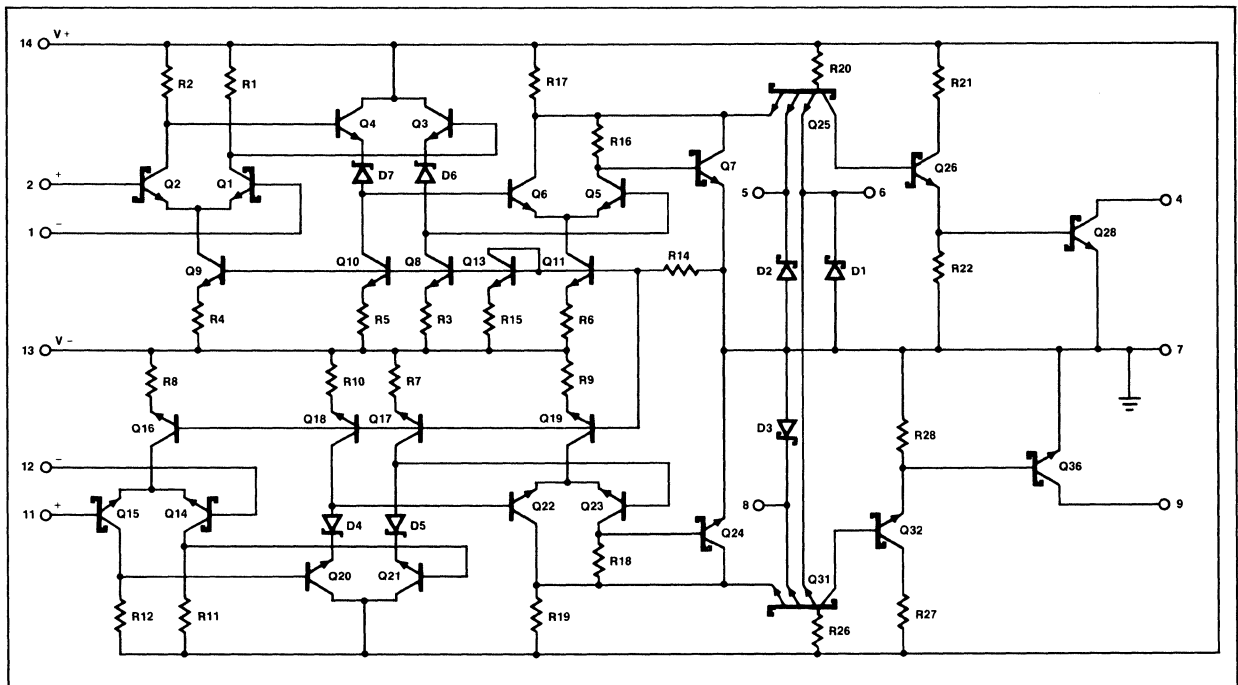 14 V +
R2 R1 R17 R20 R21
Q4 Q3 R16 Q25
2 + Q2 Q1 D7 D6 Q6 Q5 Q7 Q26
5 6 4
1 − Q28
Q9 Q10 Q8 Q13 Q11 R14 D2 D1 R22
R4 R5 R3 R15 R6
13 V − 7
R8 R10 R7 R9
Q16 Q18 Q17 Q19 D3 R28
12 − Q36
11 + Q15 Q14 D4 D5 Q22 Q23 8 9
Q24 Q32
Q20 Q21 R18 Q31
R12 R11 R19 R26 R27